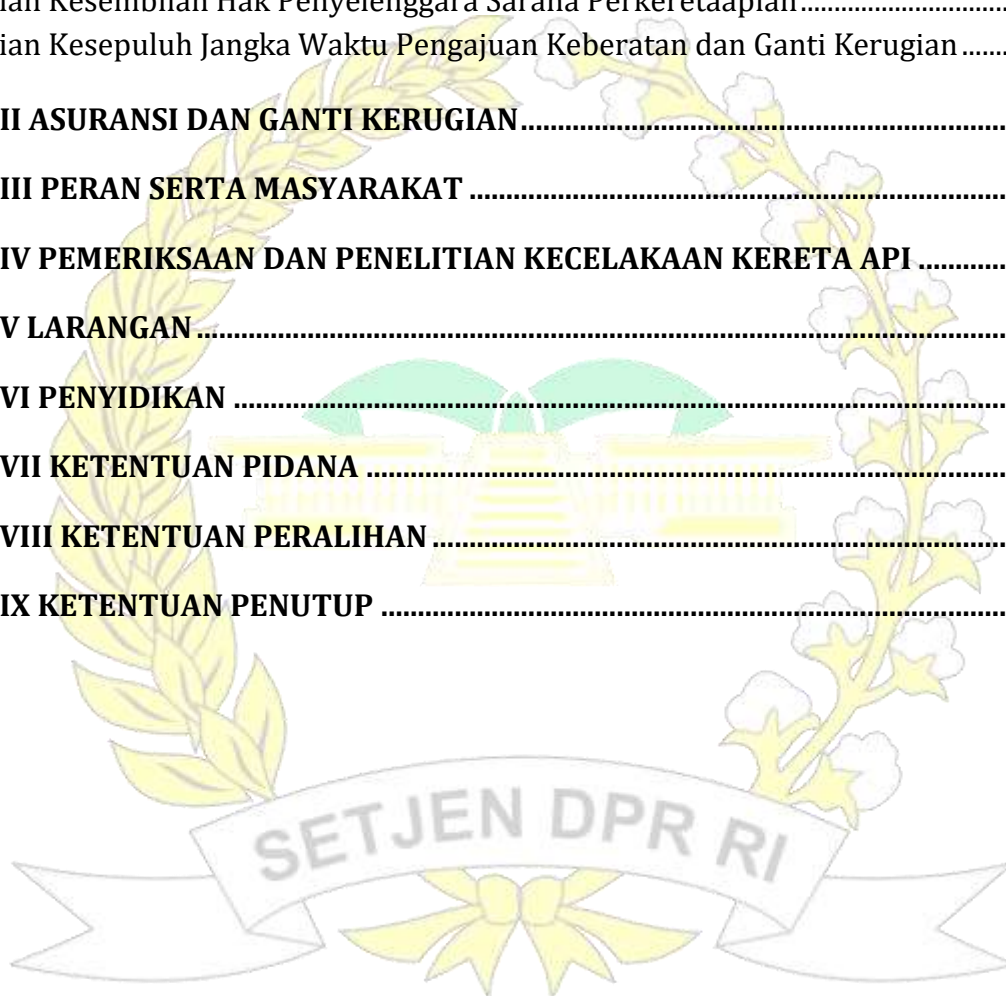 ian Kesembilan Hak Penyelenggara Sarana Perkeretaapian........................
ian Kesepuluh Jangka Waktu Pengajuan Keberatan dan Ganti Kerugian.......
II ASURANSI DAN GANTI KERUGIAN........................
III PERAN SERTA MASYARAKAT........................
IV PEMERIKSAAN DAN PENELITIAN KECELAKAAN KERETA API............
V LARANGAN........................
VI PENYIDIKAN........................
VII KETENTUAN PIDANA........................
VIII KETENTUAN PERALIHAN........................
IX KETENTUAN PENUTUP........................
SETJEN DPR RI